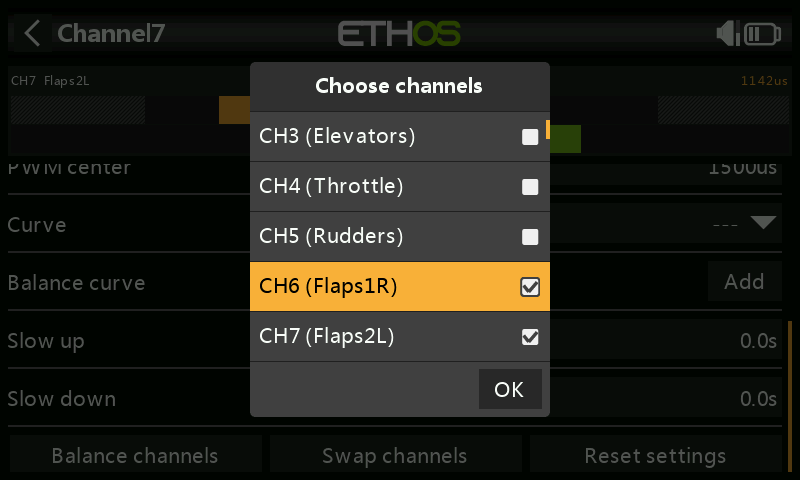 Channel7
ETHOS
CH7 Flaps2L
1142us
Choose channels
CH3 (Elevators)
CH4 (Throttle)
CH5 (Rudders)
CH6 (Flaps1R)
CH7 (Flaps2L)
OK
PWM center
1500us
Curve
---
Balance curve
Add
Slow up
0.0s
Slow down
0.0s
Balance channels
Swap channels
Reset settings